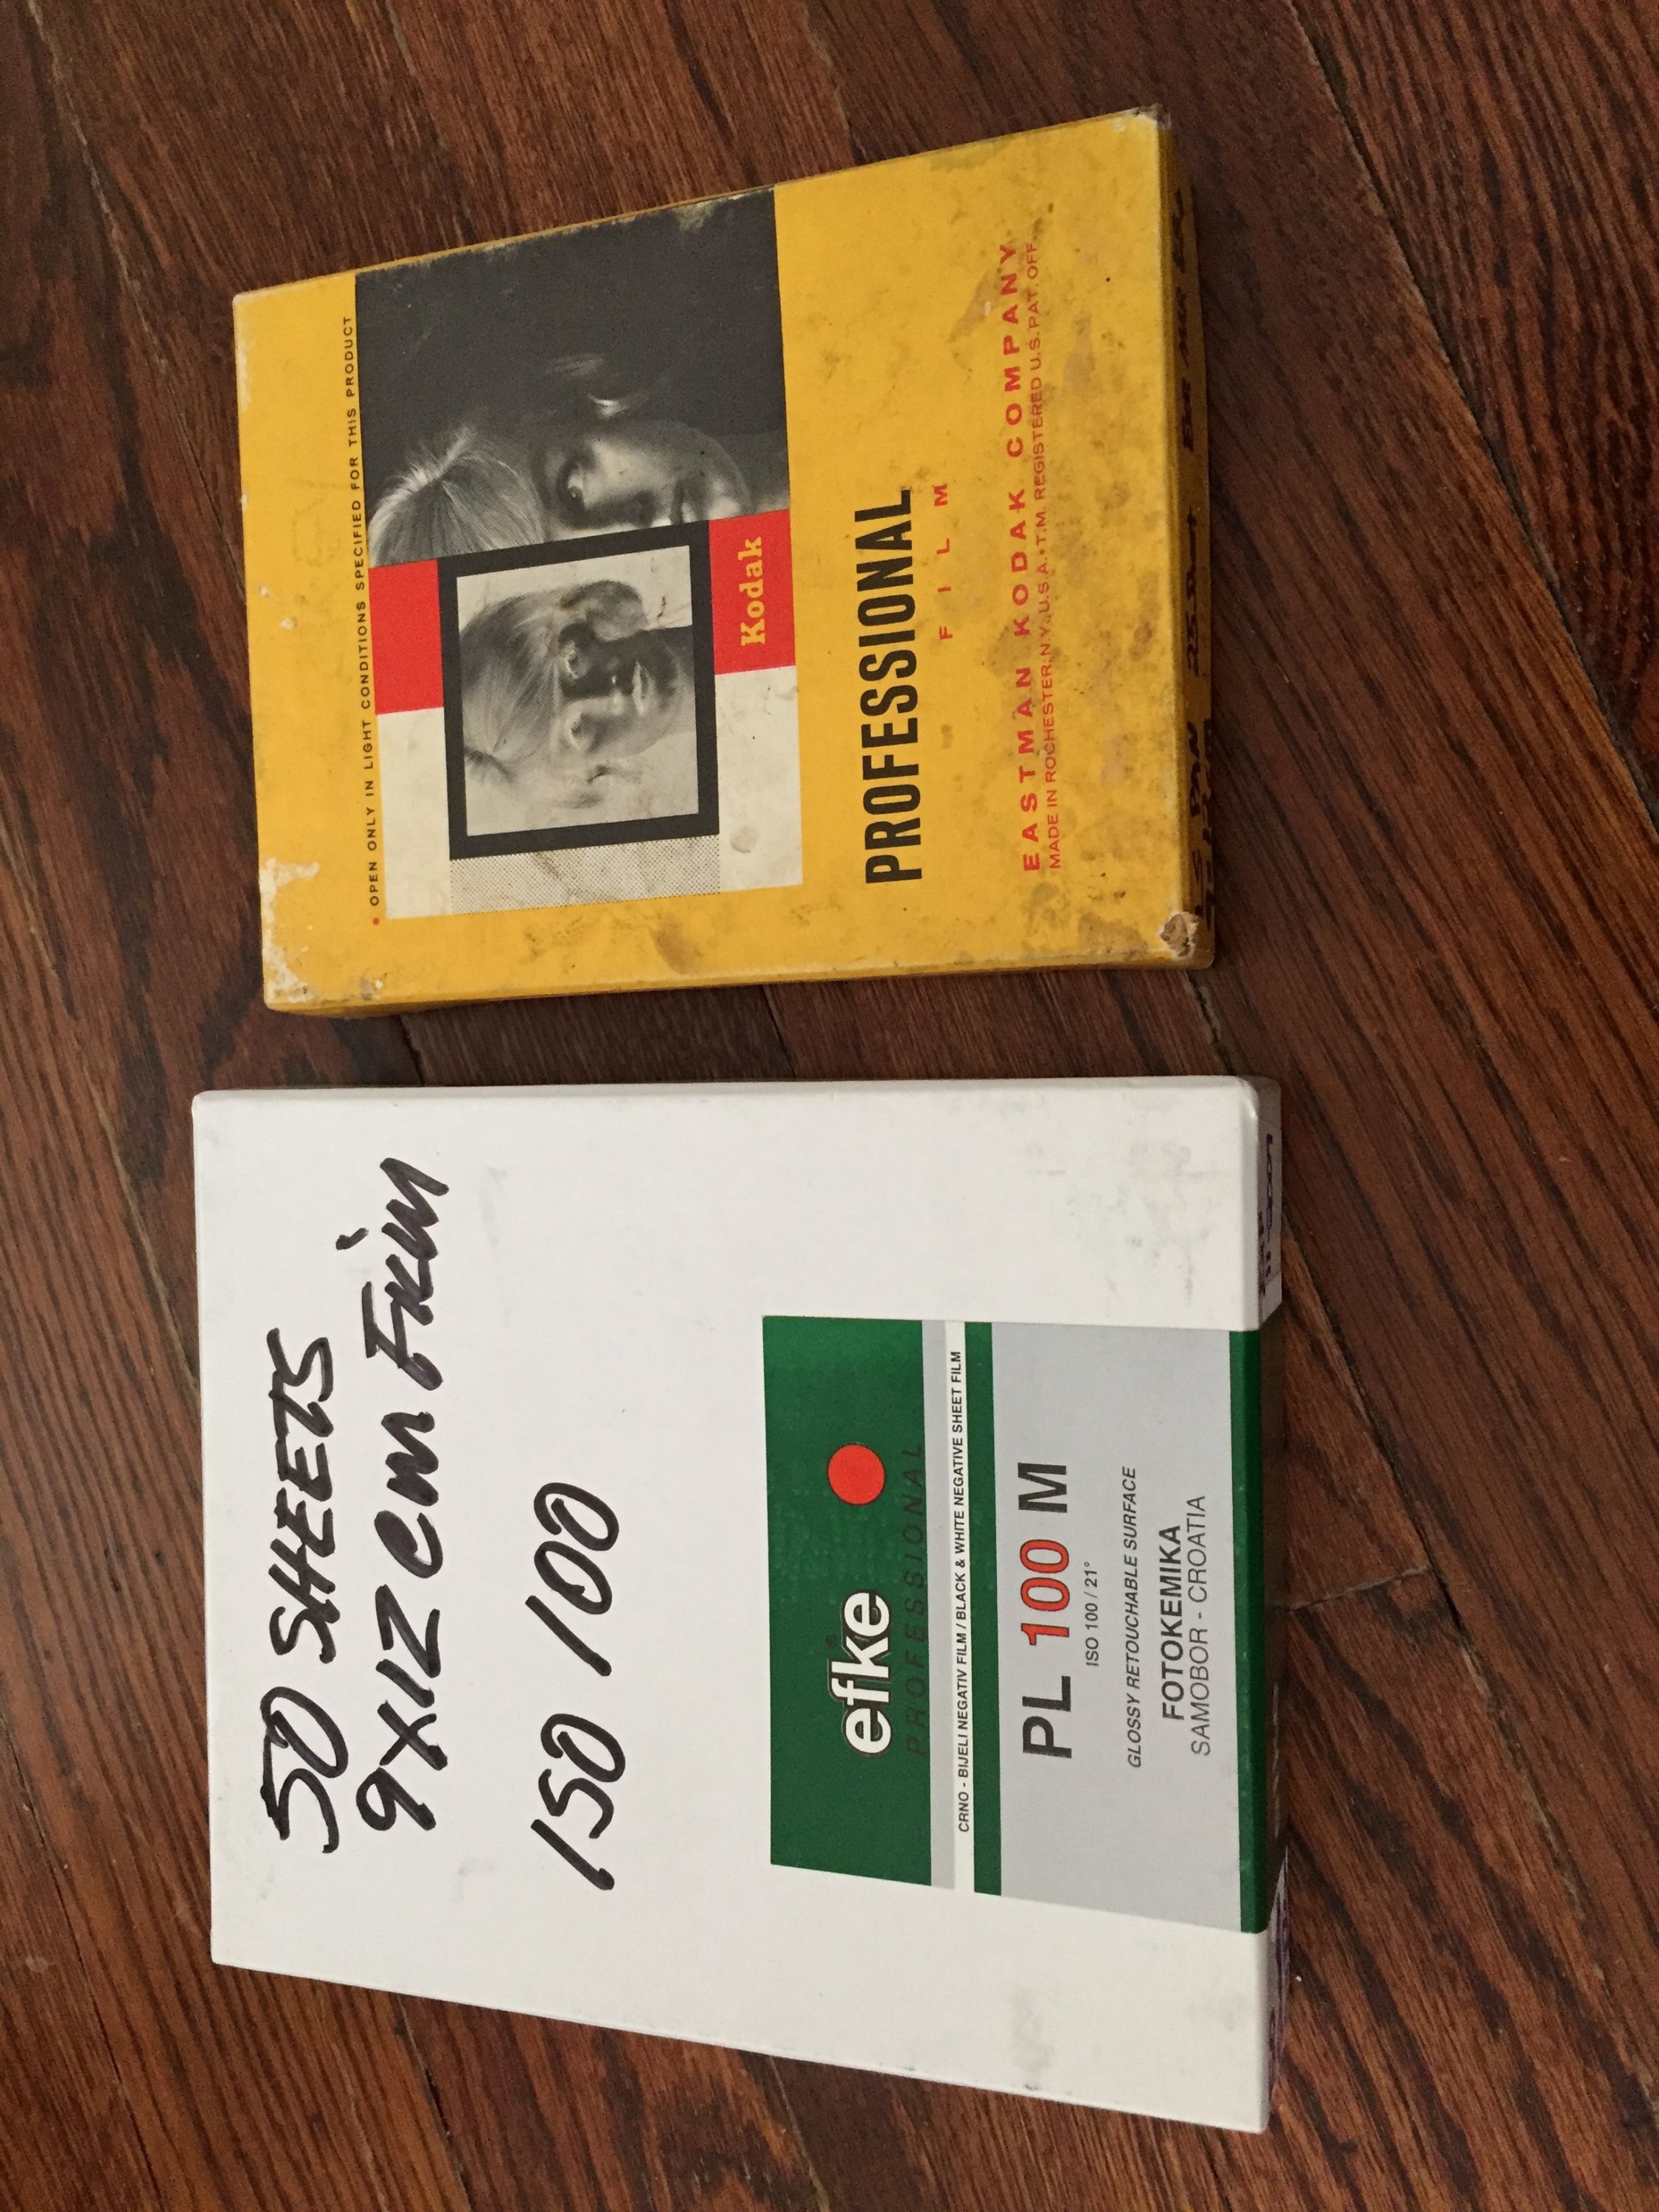 50 SHEETS
9X12 cm FILM
ISO 100
efke®
PROFESSIONAL
CRNO - BIJELI NEGATIV FILM / BLACK & WHITE NEGATIVE SHEET FILM
PL 100 M
ISO 100 / 21°
GLOSSY RETOUCHABLE SURFACE
FOTOKEMIKA
SAMOBOR - CROATIA
• OPEN ONLY IN LIGHT CONDITIONS SPECIFIED FOR THIS PRODUCT
Kodak
PROFESSIONAL
FILM
EASTMAN KODAK COMPANY
MADE IN ROCHESTER, N.Y., U.S.A. • T.M. REGISTERED U.S. PAT. OFF.